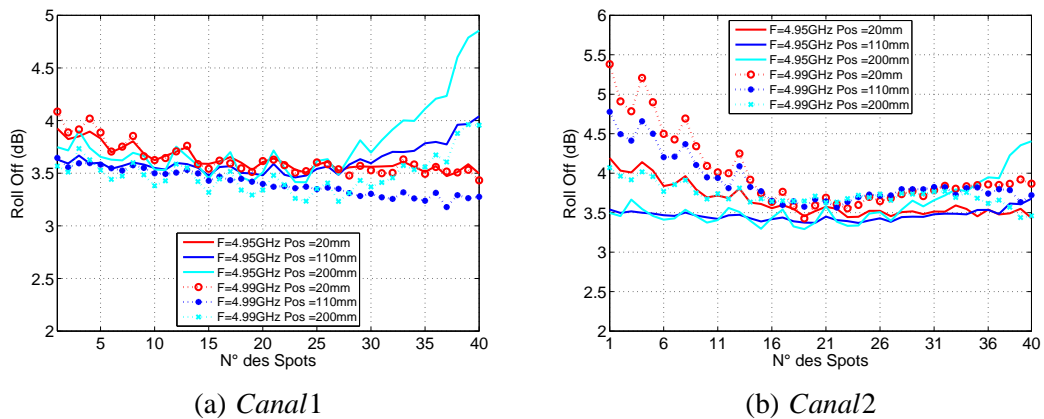 5
4.5
4
3.5
3
2.5
2
Roll Off (dB)
F=4.95GHz Pos =20mm
F=4.95GHz Pos =110mm
F=4.95GHz Pos =200mm
F=4.99GHz Pos =20mm
F=4.99GHz Pos =110mm
F=4.99GHz Pos =200mm
5 10 15 20 25 30 35 40
N° des Spots
(a) Canal1
6
5.5
5
4.5
4
3.5
3
2.5
2
Roll Off (dB)
F=4.95GHz Pos =20mm
F=4.95GHz Pos =110mm
F=4.95GHz Pos =200mm
F=4.99GHz Pos =20mm
F=4.99GHz Pos =110mm
F=4.99GHz Pos =200mm
1 6 11 16 21 26 31 36 40
N° des Spots
(b) Canal2